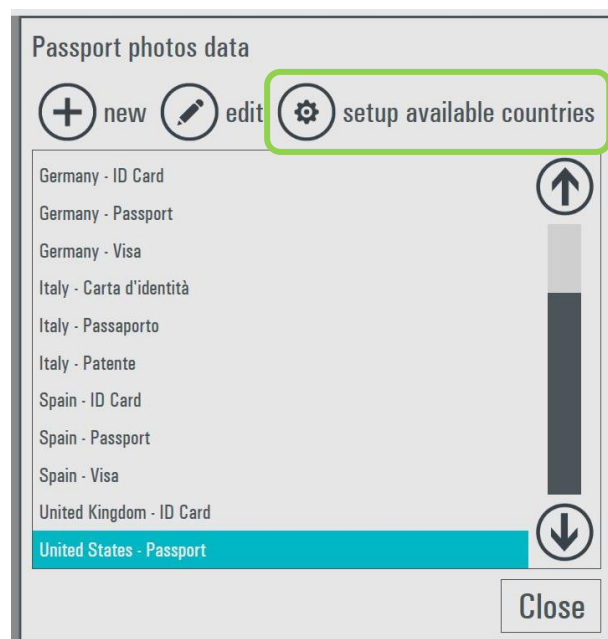 Passport photos data
new edit setup available countries
Germany - ID Card
Germany - Passport
Germany - Visa
Italy - Carta d'identità
Italy - Passaporto
Italy - Patente
Spain - ID Card
Spain - Passport
Spain - Visa
United Kingdom - ID Card
United States - Passport
Close